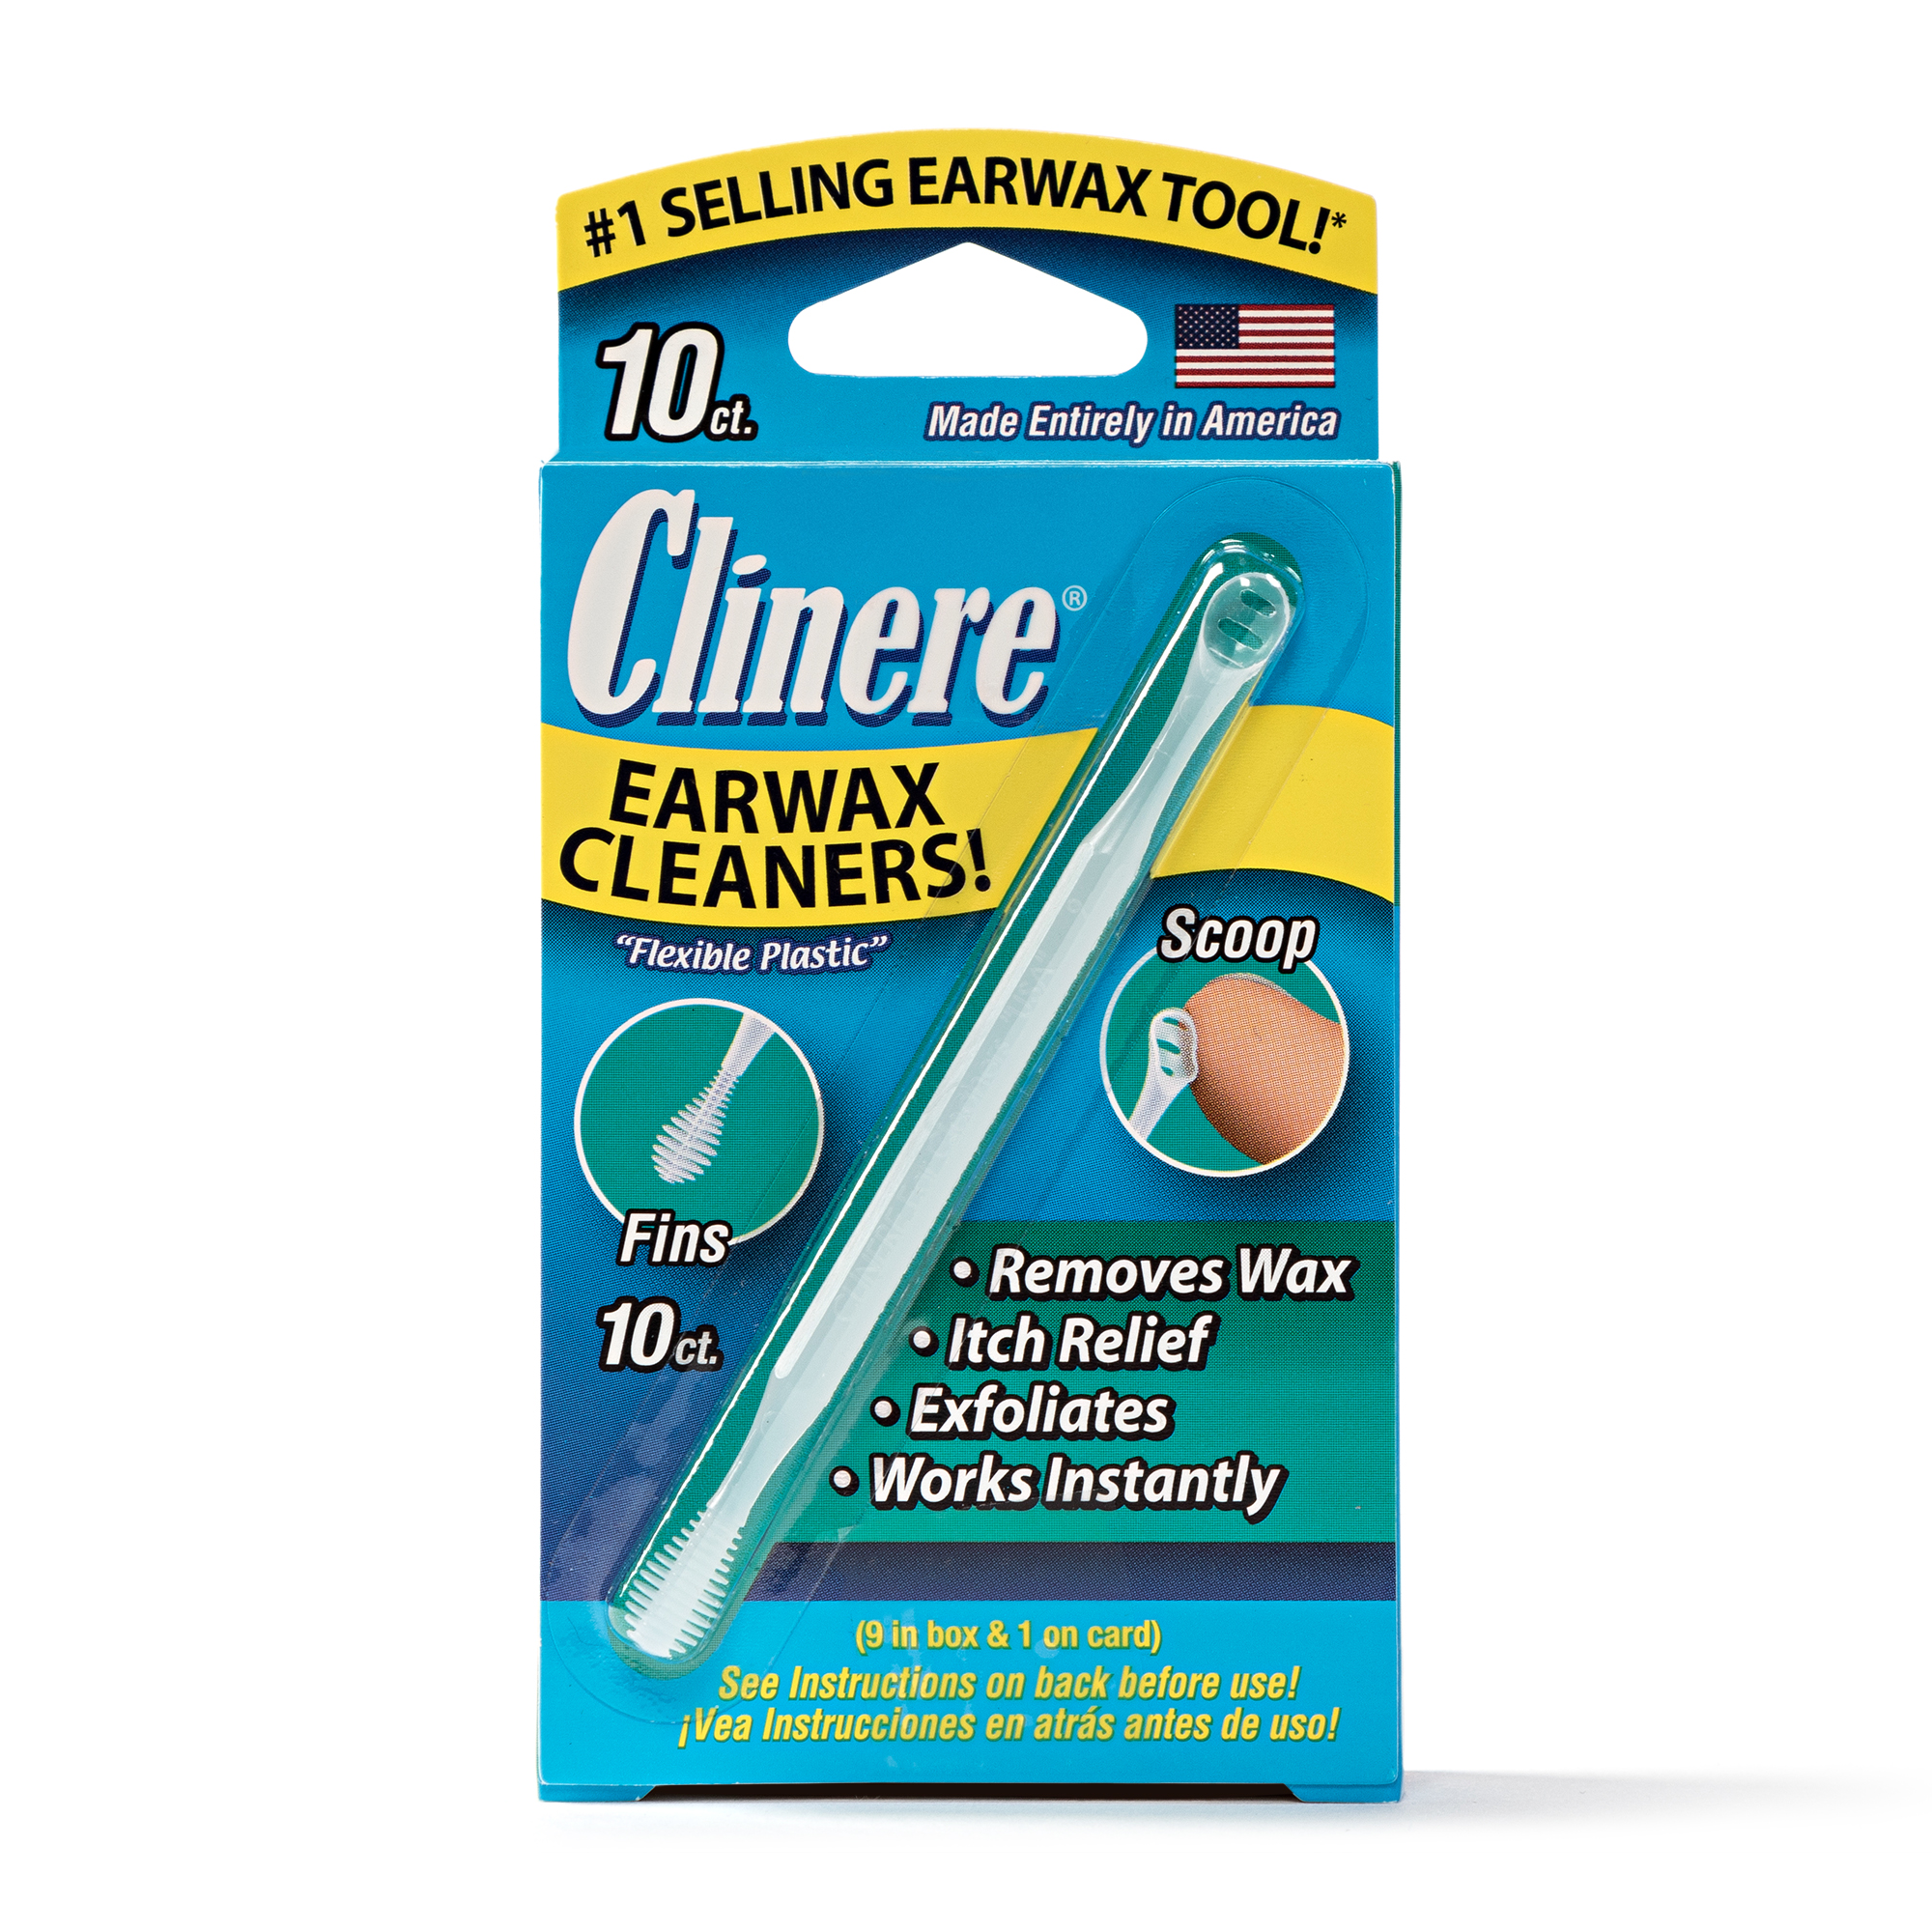 #1 SELLING EARWAX TOOL!*
10ct.
Made Entirely in America
Clinere®
EARWAX
CLEANERS!
“Flexible Plastic”
Scoop
Fins
10ct.
• Removes Wax
• Itch Relief
• Exfoliates
• Works Instantly
(9 in box & 1 on card)
See Instructions on back before use!
¡Vea Instrucciones en atrás antes de uso!